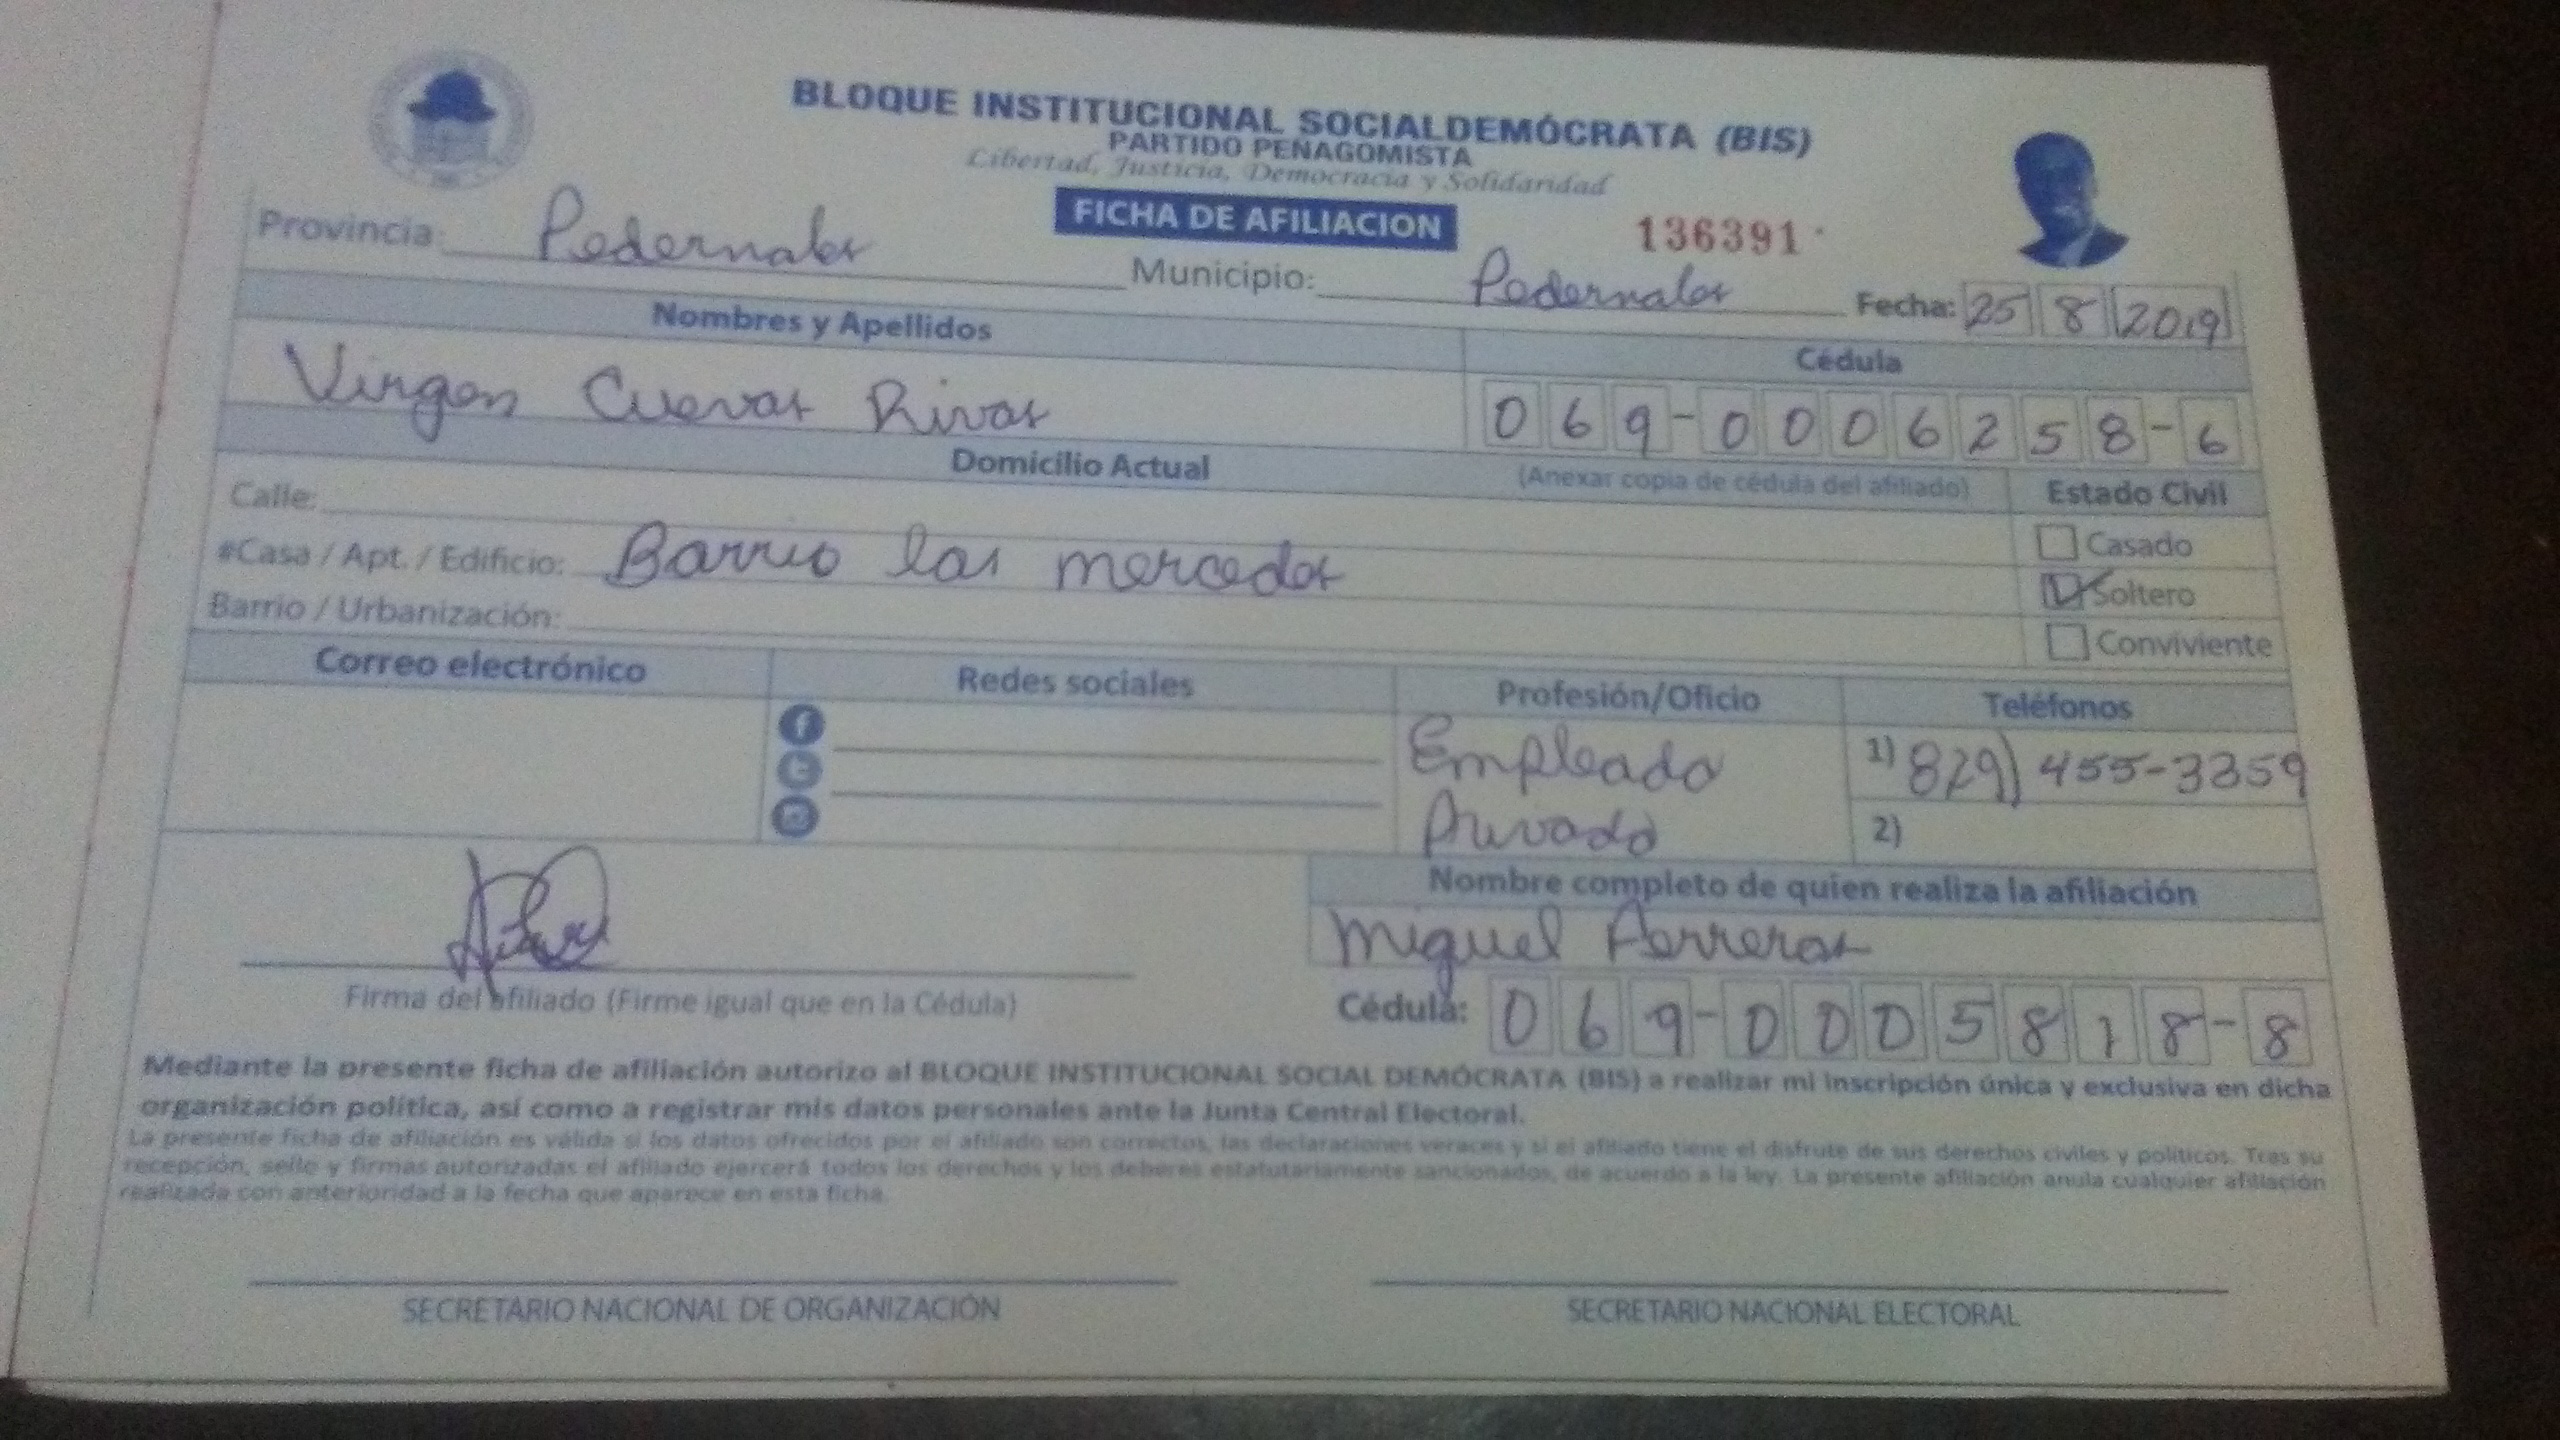 BLOQUE INSTITUCIONAL SOCIALDEMÓCRATA (BIS)
PARTIDO PEÑAGOMISTA
Libertad, Justicia, Democracia y Solidaridad
FICHA DE AFILIACION
136391
Provincia: Pedernales
Municipio: Pedernales
Fecha: 25 8 2019
Nombres y Apellidos
Cédula
Virgen Cuevas Rivas
069-0006258-6
Domicilio Actual
(Anexar copia de cédula del afiliado)
Estado Civil
Calle:
Casado
#Casa / Apt. / Edificio: Barrio las mercedes
Soltero
Barrio / Urbanización:
Conviviente
Correo electrónico
Redes sociales
Profesión/Oficio
Teléfonos
Empleado
Privado
1) 829) 455-3359
2)
Nombre completo de quien realiza la afiliación
Miguel Ferreras
Firma del afiliado (Firme igual que en la Cédula)
Cédula: 069-0005818-8
Mediante la presente ficha de afiliación autorizo al BLOQUE INSTITUCIONAL SOCIAL DEMÓCRATA (BIS) a realizar mi inscripción única y exclusiva en dicha
organización política, así como a registrar mis datos personales ante la Junta Central Electoral.
La presente ficha de afiliación es válida si los datos ofrecidos por el afiliado son correctos, las declaraciones veraces y si el afiliado tiene el disfrute de sus derechos civiles y políticos. Tras su
recepción, sello y firmas autorizadas el afiliado ejercerá todos los derechos y los deberes estatutariamente sancionados, de acuerdo a la ley. La presente afiliación anula cualquier afiliación
realizada con anterioridad a la fecha que aparece en esta ficha.
SECRETARIO NACIONAL DE ORGANIZACIÓN
SECRETARIO NACIONAL ELECTORAL